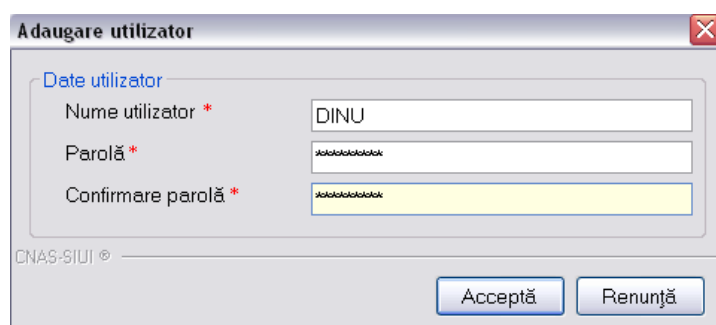 Adaugare utilizator
Date utilizator
Nume utilizator * DINU
Parolă * **********
Confirmare parolă * **********
CNAS-SIUI ®
Acceptă Renunţă